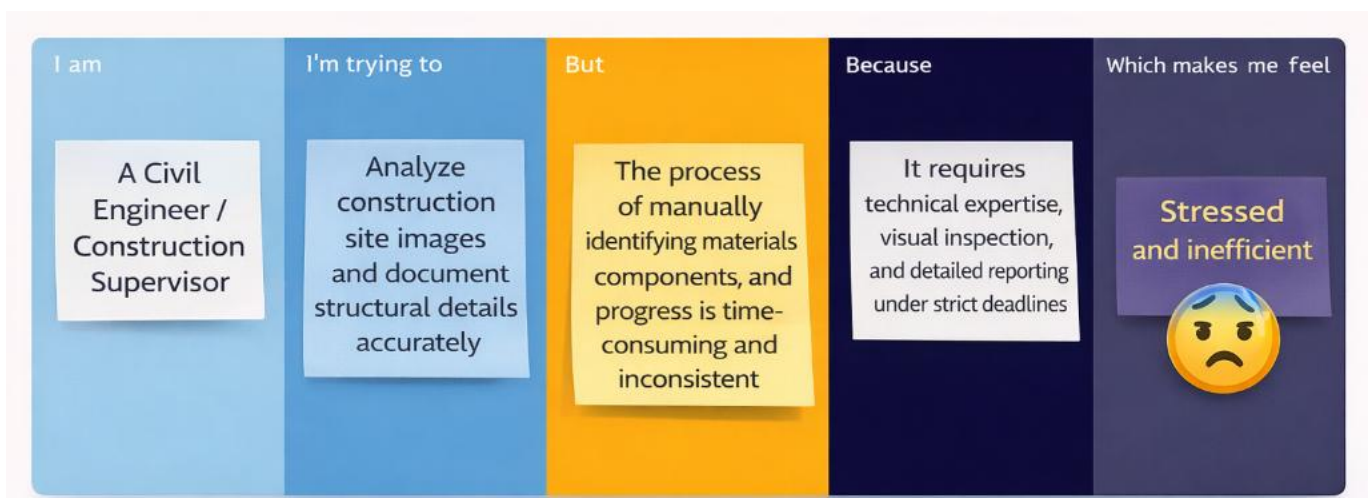 I am
A Civil
Engineer /
Construction
Supervisor
I'm trying to
Analyze
construction
site images
and document
structural details
accurately
But
The process
of manually
identifying materials
components, and
progress is time-
consuming and
inconsistent
Because
It requires
technical expertise,
visual inspection,
and detailed reporting
under strict deadlines
Which makes me feel
Stressed
and inefficient